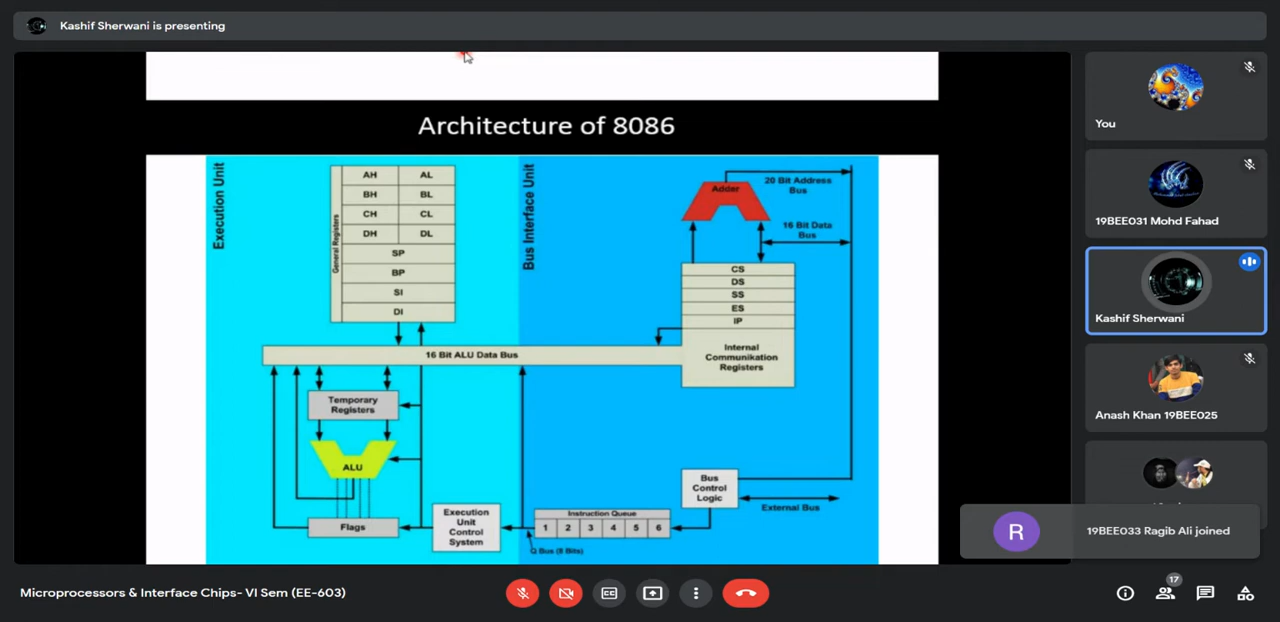 Kashif Sherwani is presenting
Architecture of 8086
Execution Unit
General Registers
AH AL
BH BL
CH CL
DH DL
SP
BP
SI
DI
Bus Interface Unit
Adder
20 Bit Address
Bus
16 Bit Data
Bus
CS
DS
SS
ES
IP
Internal
Communikation
Registers
16 Bit ALU Data Bus
Temporary
Registers
ALU
Flags
Execution
Unit
Control
System
Instruction Queue
1 2 3 4 5 6
Q Bus (8 Bits)
Bus
Control
Logic
External Bus
You
19BEE031 Mohd Fahad
Kashif Sherwani
Anash Khan 19BEE025
R
19BEE033 Ragib Ali joined
Microprocessors & Interface Chips- VI Sem (EE-603)
CC
17